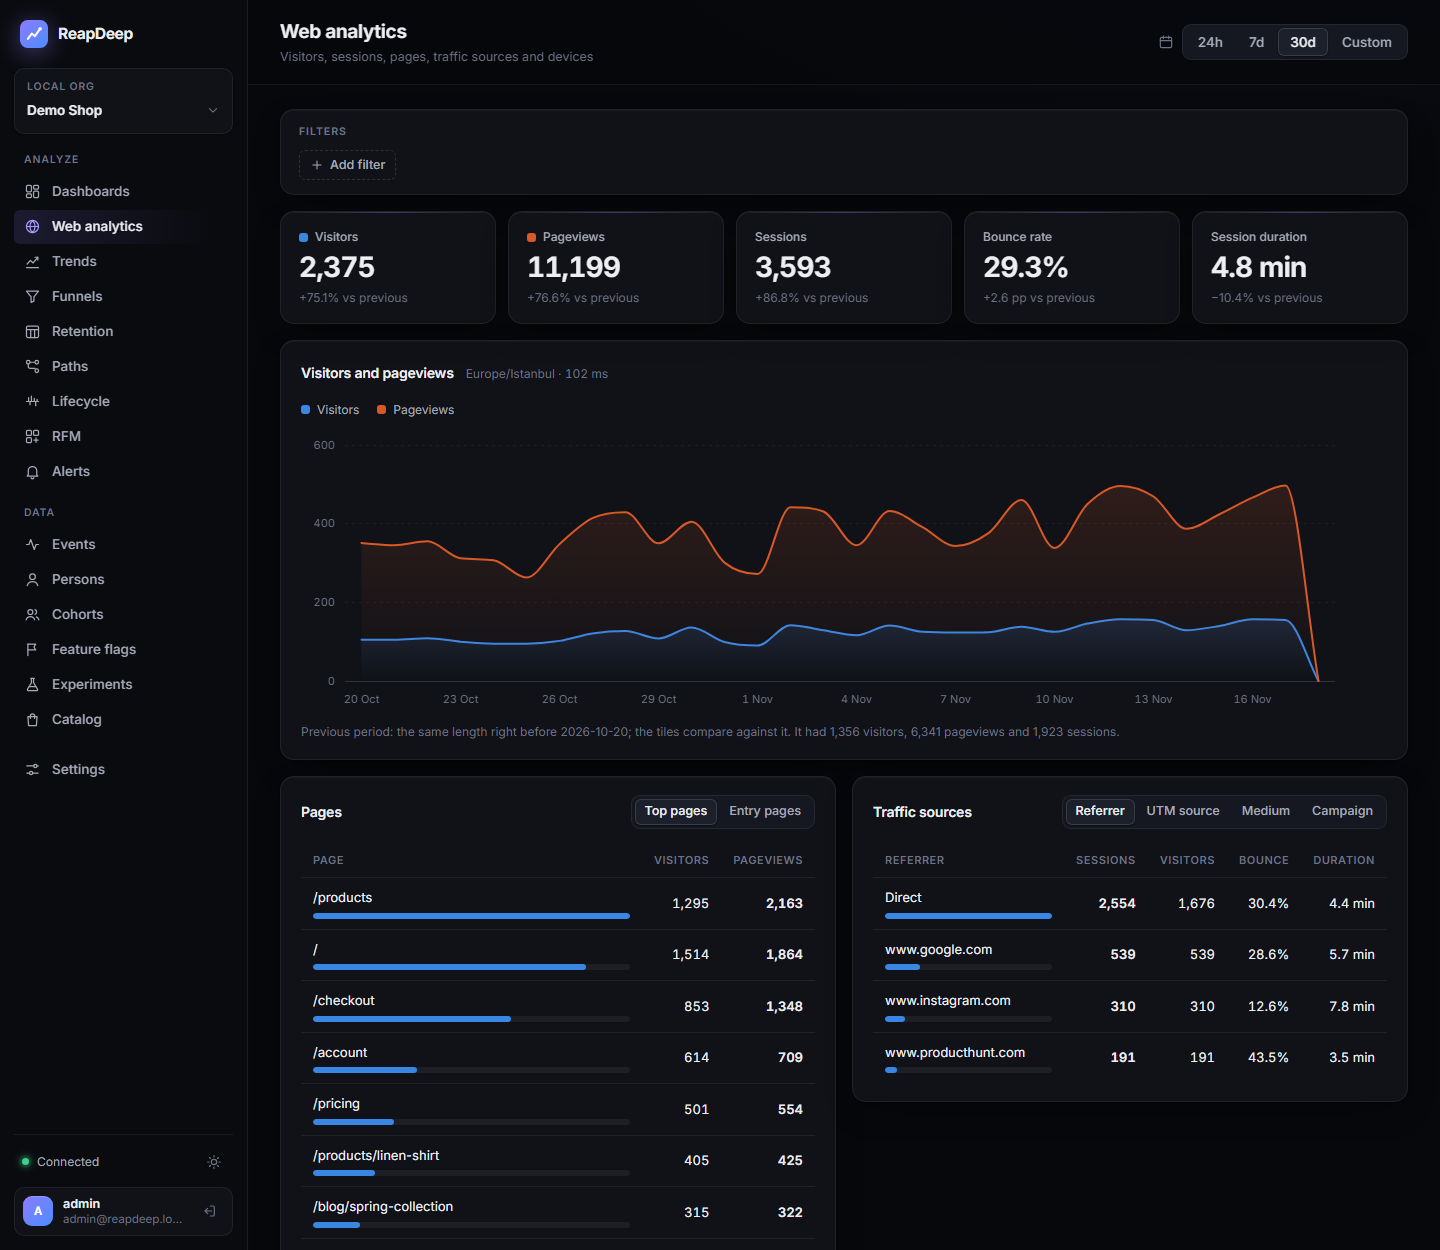 ReapDeep
LOCAL ORG
Demo Shop
ANALYZE
Dashboards
Web analytics
Trends
Funnels
Retention
Paths
Lifecycle
RFM
Alerts
DATA
Events
Persons
Cohorts
Feature flags
Experiments
Catalog
Settings
Connected
A
admin
admin@reapdeep.lo...
Web analytics
Visitors, sessions, pages, traffic sources and devices
24h 7d 30d Custom
FILTERS
+ Add filter
Visitors
2,375
+75.1% vs previous
Pageviews
11,199
+76.6% vs previous
Sessions
3,593
+86.8% vs previous
Bounce rate
29.3%
+2.6 pp vs previous
Session duration
4.8 min
−10.4% vs previous
Visitors and pageviews Europe/Istanbul · 102 ms
Visitors Pageviews
600
400
200
0
20 Oct 23 Oct 26 Oct 29 Oct 1 Nov 4 Nov 7 Nov 10 Nov 13 Nov 16 Nov
Previous period: the same length right before 2026-10-20; the tiles compare against it. It had 1,356 visitors, 6,341 pageviews and 1,923 sessions.
Pages Top pages Entry pages
PAGE VISITORS PAGEVIEWS
/products 1,295 2,163
/ 1,514 1,864
/checkout 853 1,348
/account 614 709
/pricing 501 554
/products/linen-shirt 405 425
/blog/spring-collection 315 322
Traffic sources Referrer UTM source Medium Campaign
REFERRER SESSIONS VISITORS BOUNCE DURATION
Direct 2,554 1,676 30.4% 4.4 min
www.google.com 539 539 28.6% 5.7 min
www.instagram.com 310 310 12.6% 7.8 min
www.producthunt.com 191 191 43.5% 3.5 min